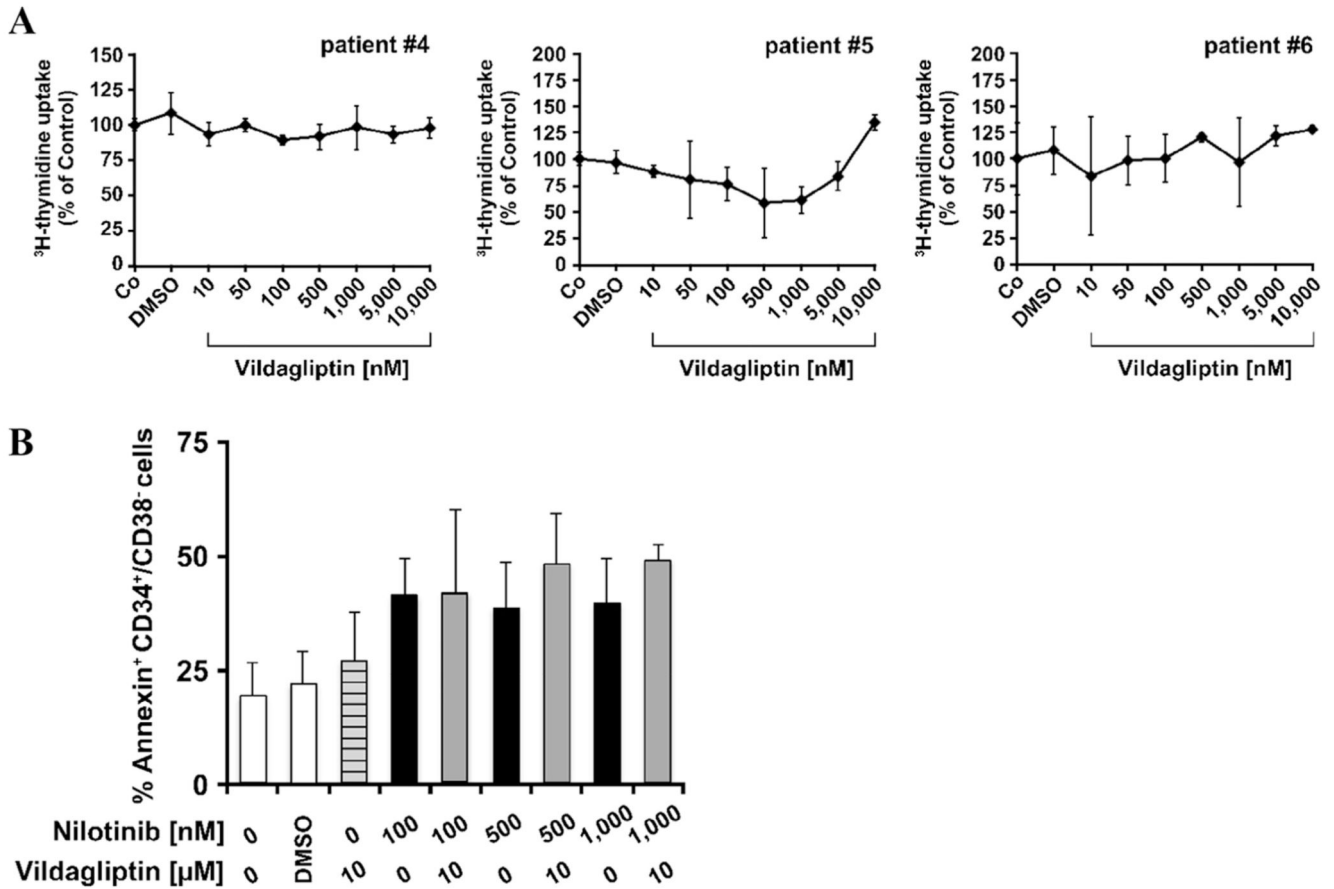 A
patient #4
³H-thymidine uptake
(% of Control)
150
125
100
75
50
25
0
Co
DMSO
10
50
100
500
1,000
5,000
10,000
Vildagliptin [nM]
patient #5
³H-thymidine uptake
(% of Control)
200
175
150
125
100
75
50
25
0
Co
DMSO
10
50
100
500
1,000
5,000
10,000
Vildagliptin [nM]
patient #6
³H-thymidine uptake
(% of Control)
200
175
150
125
100
75
50
25
0
Co
DMSO
10
50
100
500
1,000
5,000
10,000
Vildagliptin [nM]
B
% Annexin⁺ CD34⁺/CD38⁻ cells
75
50
25
0
Nilotinib [nM] 0 DMSO 0 100 100 500 500 1,000 1,000
Vildagliptin [µM] 0 10 0 10 0 10 0 10